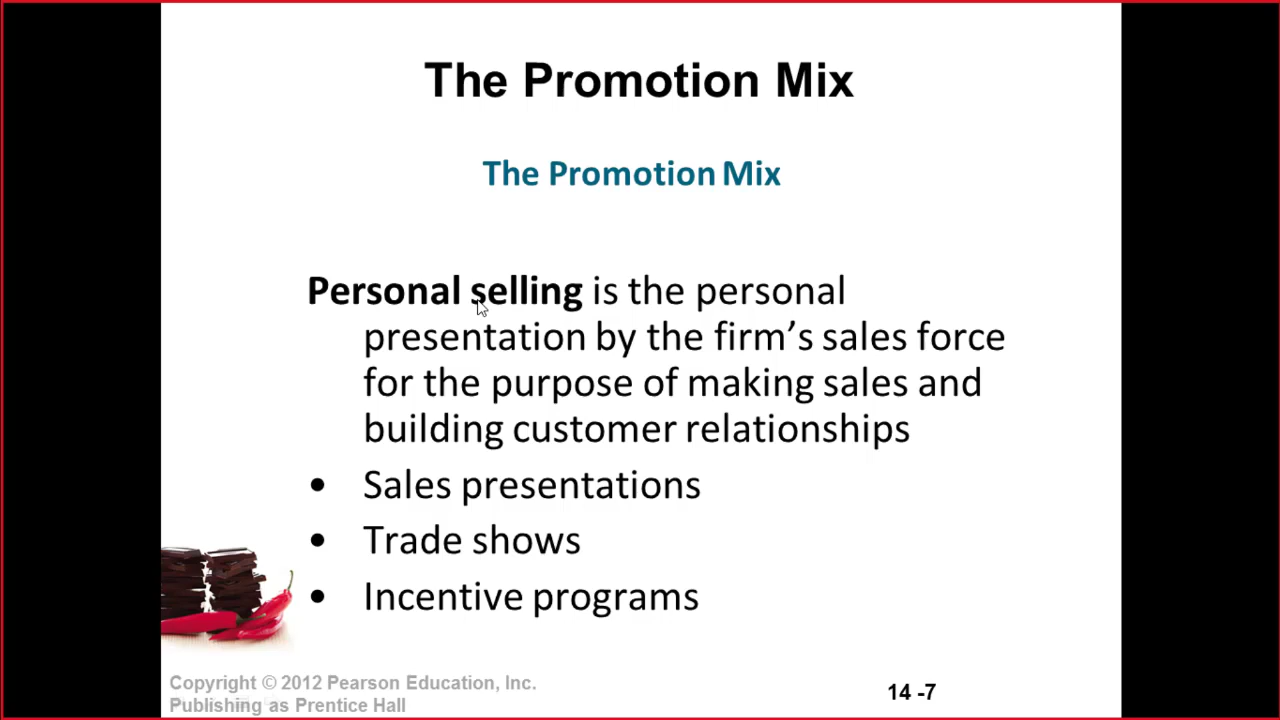 The Promotion Mix
The Promotion Mix
Personal selling is the personal
presentation by the firm’s sales force
for the purpose of making sales and
building customer relationships
• Sales presentations
• Trade shows
• Incentive programs
Copyright © 2012 Pearson Education, Inc.
Publishing as Prentice Hall
14 -7